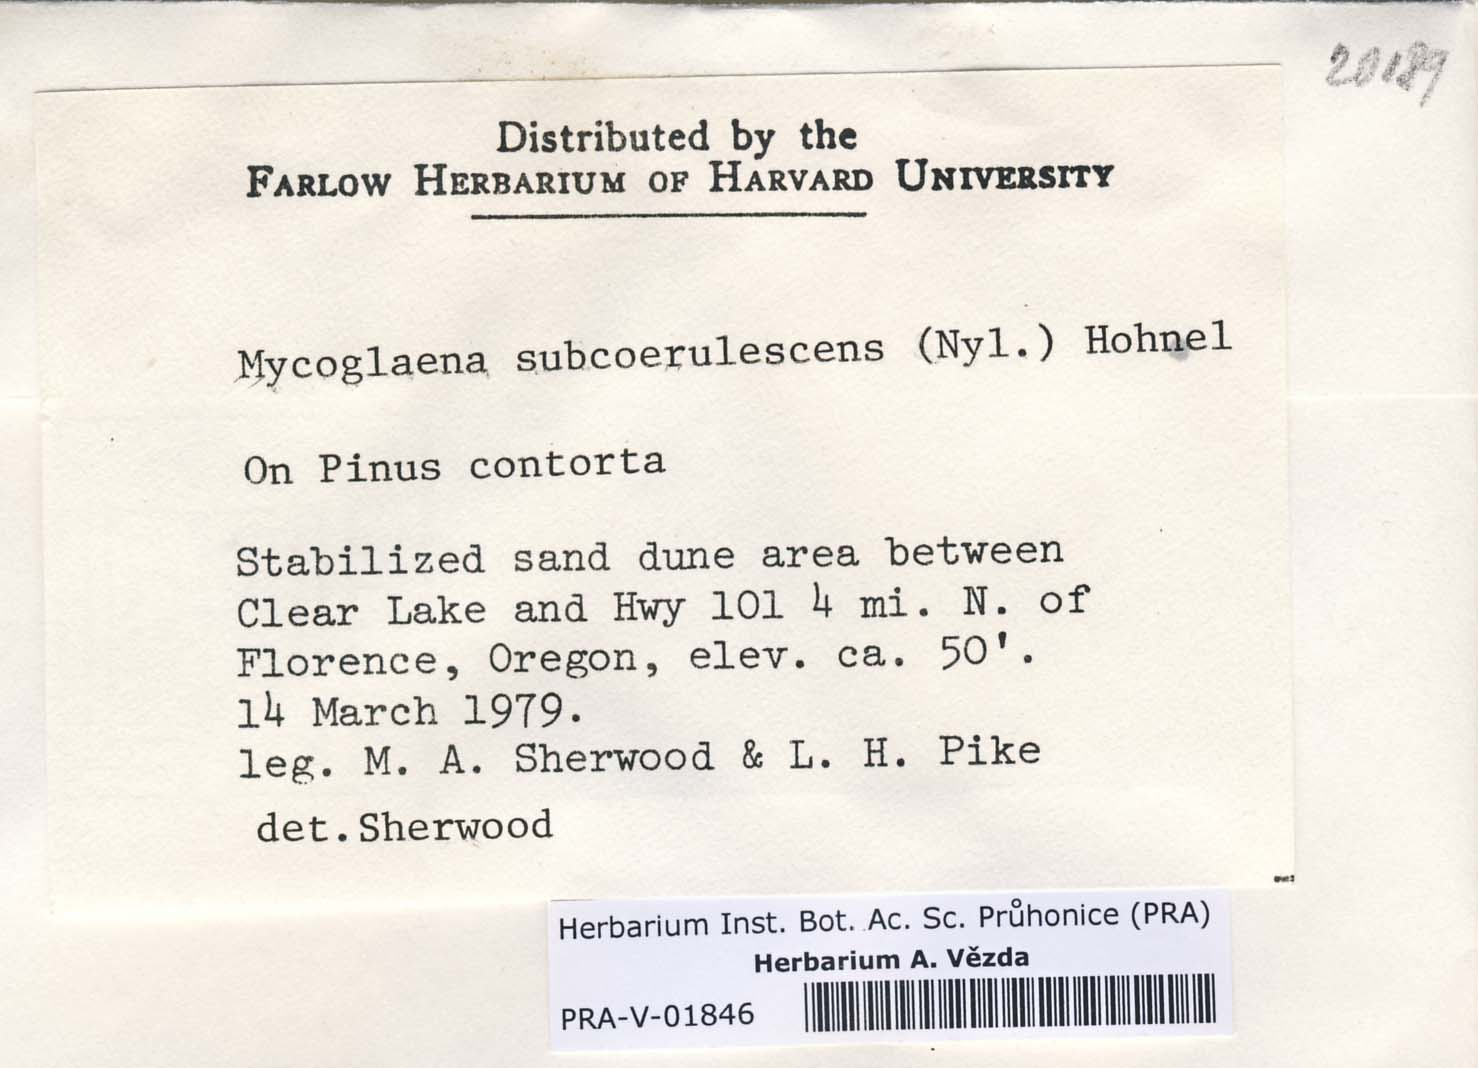 20189
Distributed by the
FARLOW HERBARIUM OF HARVARD UNIVERSITY
Mycoglaena subcoerulescens (Nyl.) Hohnel
On Pinus contorta
Stabilized sand dune area between
Clear Lake and Hwy 101 4 mi. N. of
Florence, Oregon, elev. ca. 50'.
14 March 1979.
leg. M. A. Sherwood & L. H. Pike
det. Sherwood
Herbarium Inst. Bot. Ac. Sc. Průhonice (PRA)
Herbarium A. Vězda
PRA-V-01846